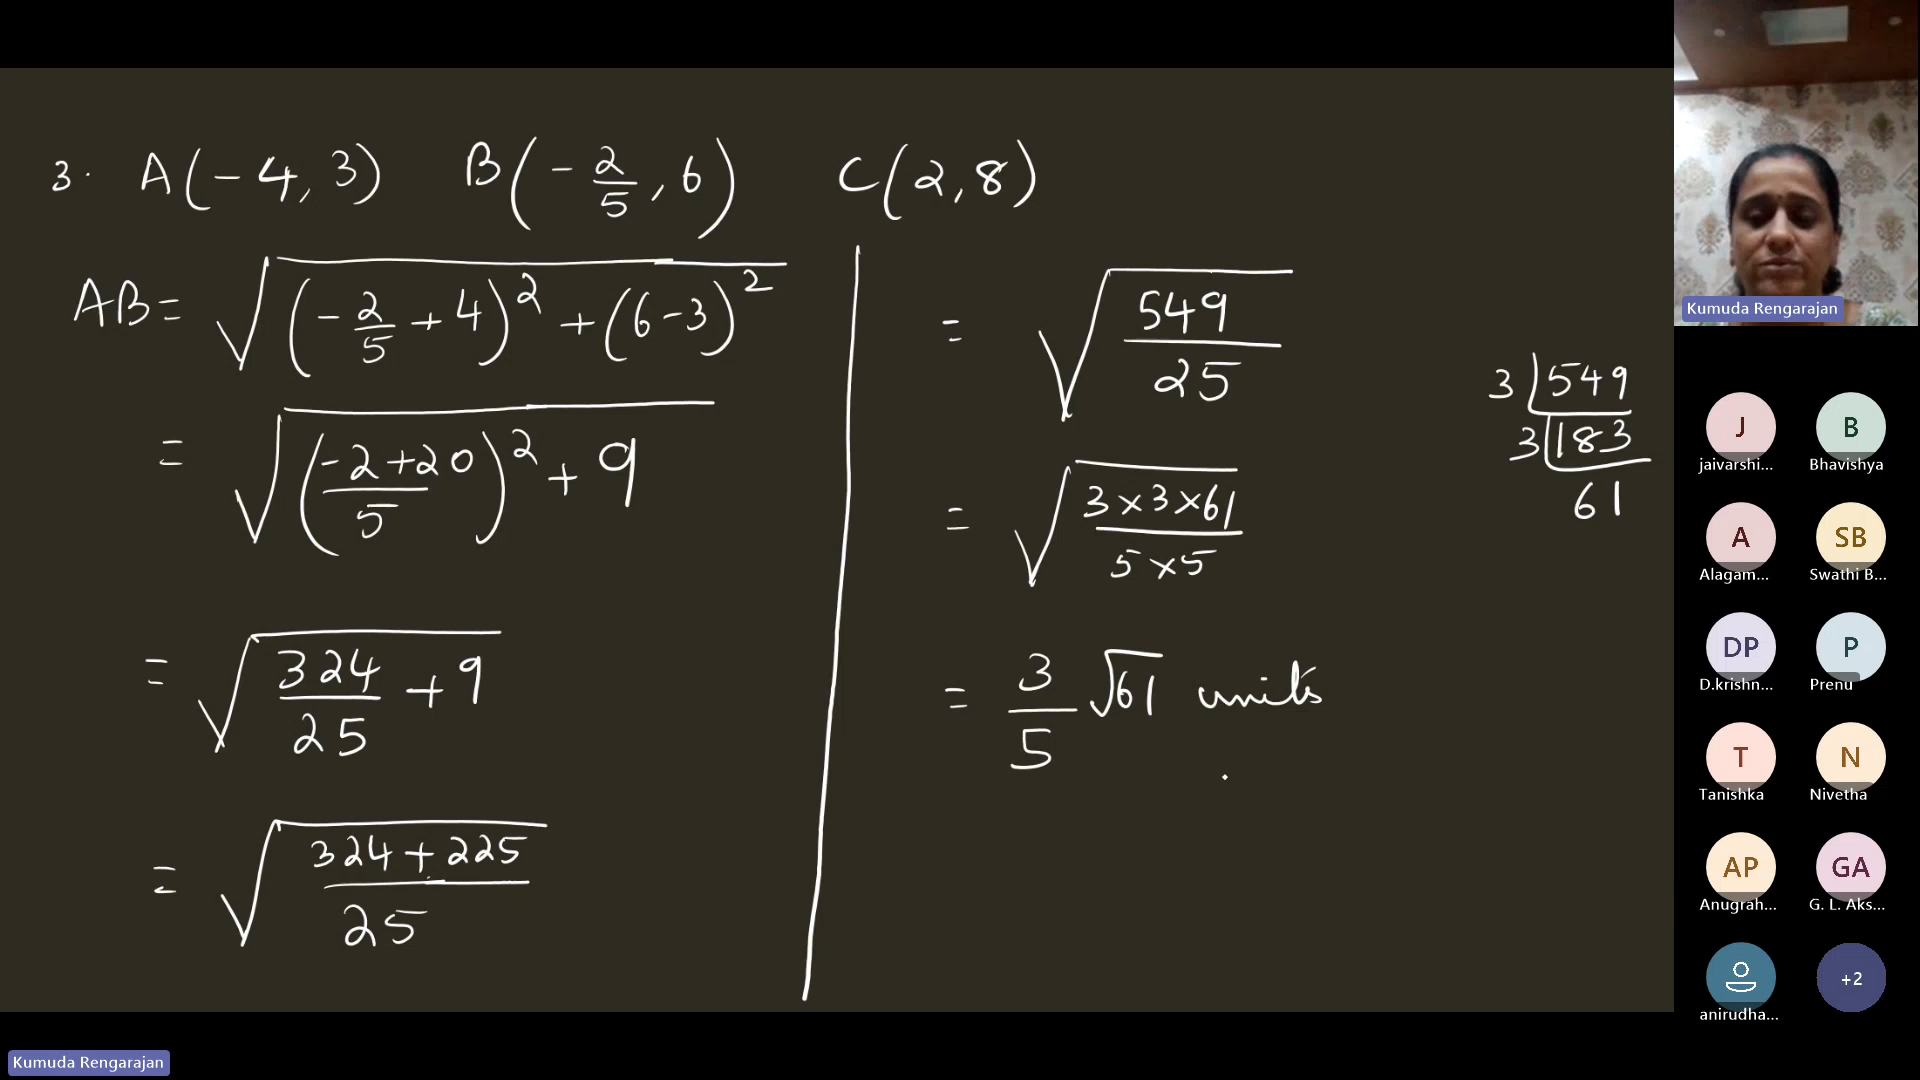 3. A(-4, 3) B(-2/5, 6) C(2, 8)
AB = √((-2/5 + 4)² + (6-3)²)
= √(((-2+20)/5)² + 9)
= √(324/25 + 9)
= √((324+225)/25)
= √(549/25)
= √((3×3×61)/(5×5))
= 3/5 √61 units
3 | 549
3 | 183
61
Kumuda Rengarajan
J
jaivarshi...
B
Bhavishya
A
Alagam...
SB
Swathi B...
DP
D.krishn...
P
Prenu
T
Tanishka
N
Nivetha
AP
Anugrah...
GA
G. L. Aks...
anirudha...
+2
Kumuda Rengarajan